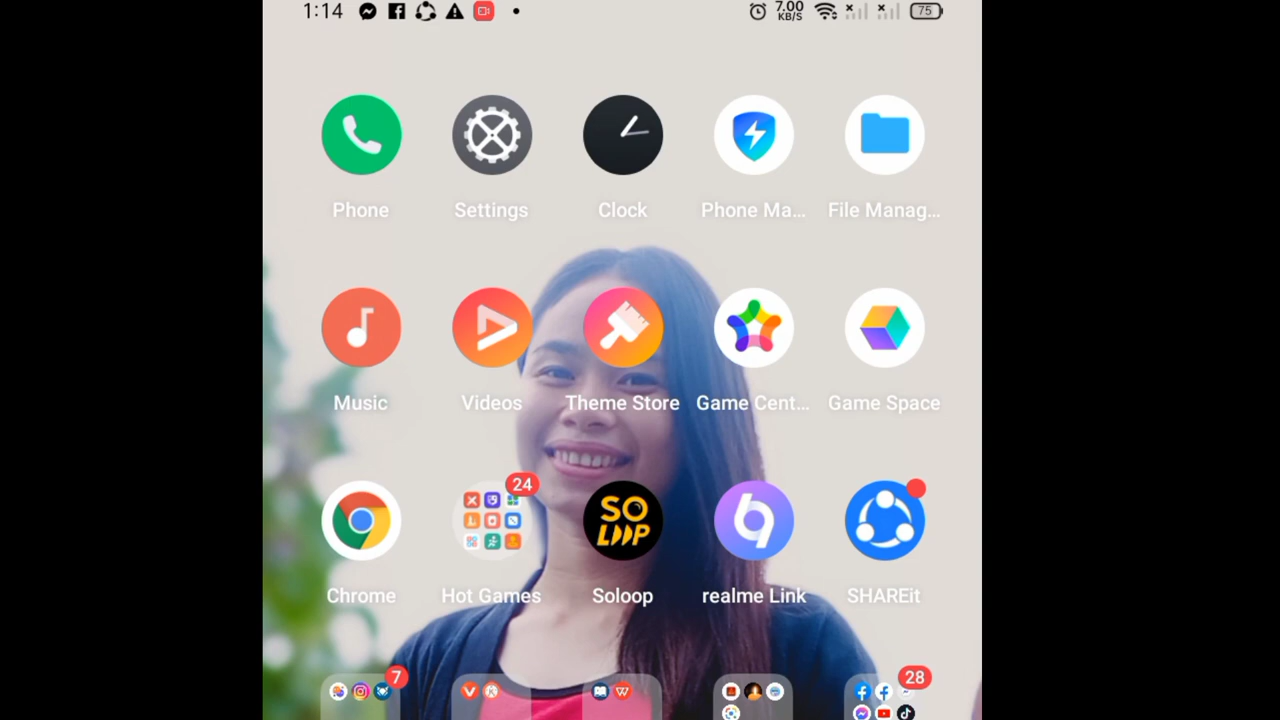 1:14 7.00 KB/S 75
Phone Settings Clock Phone Ma... File Manag...
Music Videos Theme Store Game Cent... Game Space
24
SO LOOP
Chrome Hot Games Soloop realme Link SHAREit
7 28